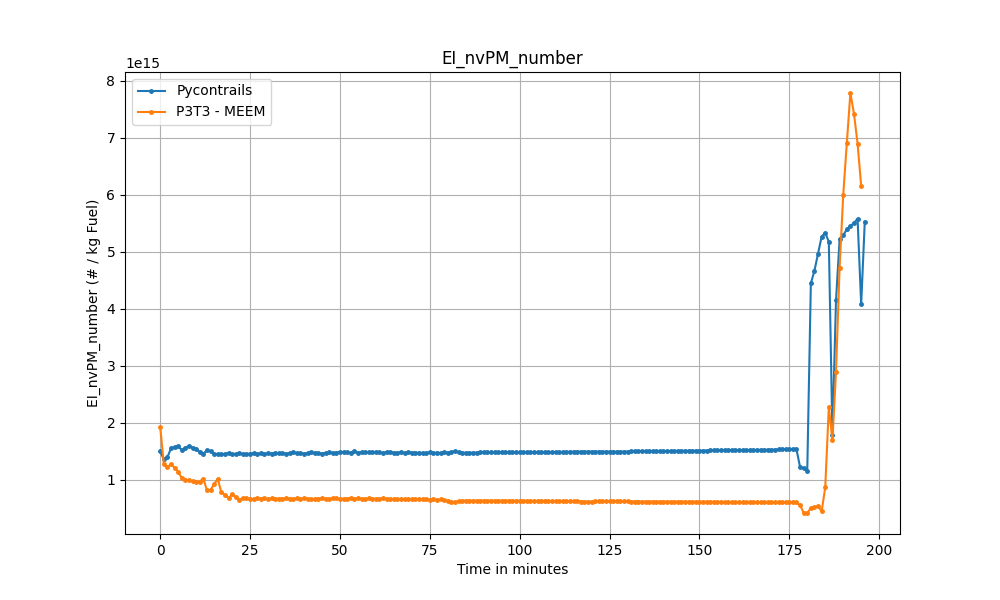 EI_nvPM_number
1e15
Pycontrails
P3T3 - MEEM
8
7
6
5
4
3
2
1
EI_nvPM_number (# / kg Fuel)
0 25 50 75 100 125 150 175 200
Time in minutes